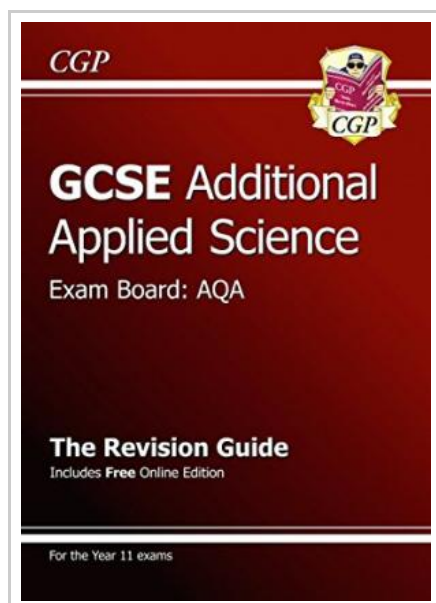 CGP
CGP
GCSE Additional
Applied Science
Exam Board: AQA
The Revision Guide
Includes Free Online Edition
For the Year 11 exams